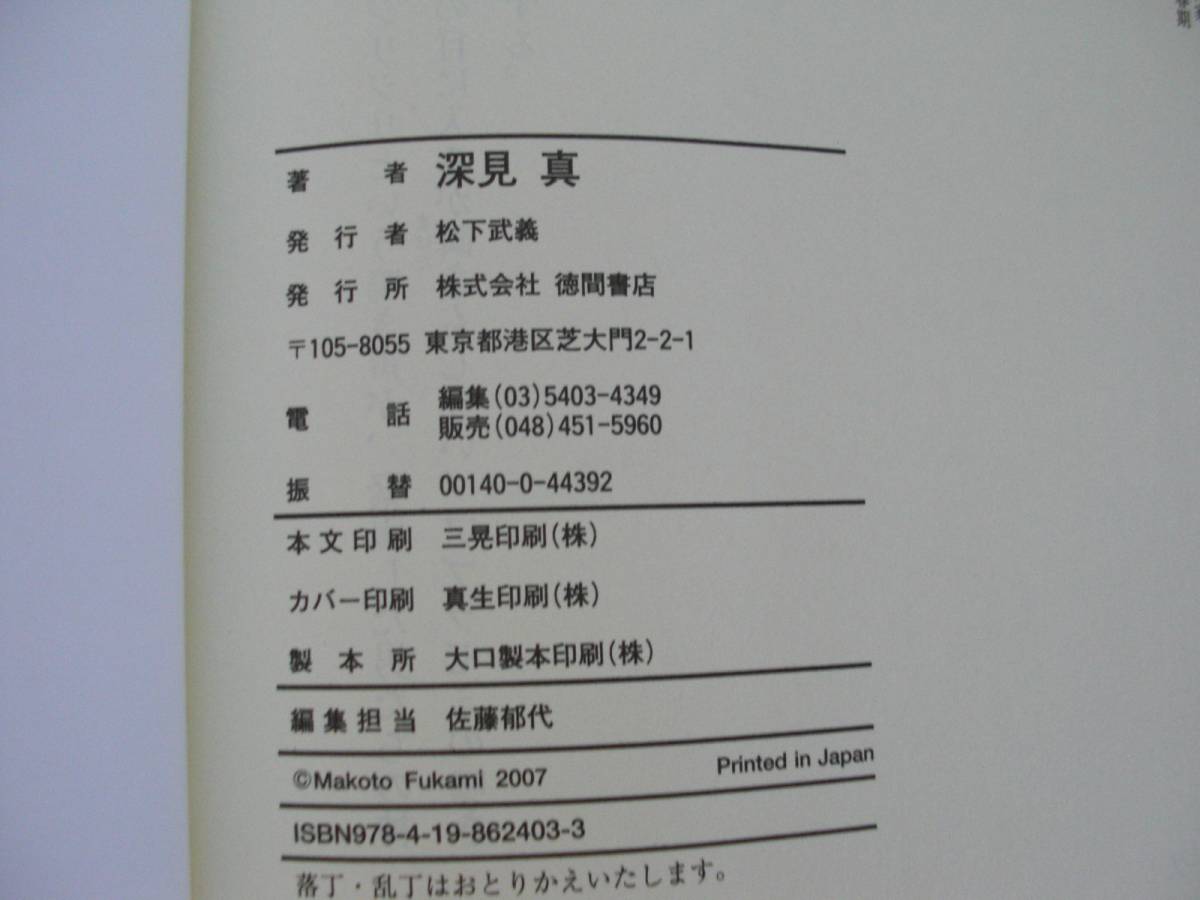 著者 深見 真
発行者 松下武義
発行所 株式会社 徳間書店
〒105-8055 東京都港区芝大門2-2-1
電話 編集(03)5403-4349
販売(048)451-5960
振替 00140-0-44392
本文印刷 三晃印刷(株)
カバー印刷 真生印刷(株)
製本所 大口製本印刷(株)
編集担当 佐藤郁代
©Makoto Fukami 2007 Printed in Japan
ISBN978-4-19-862403-3
落丁・乱丁はおとりかえいたします。